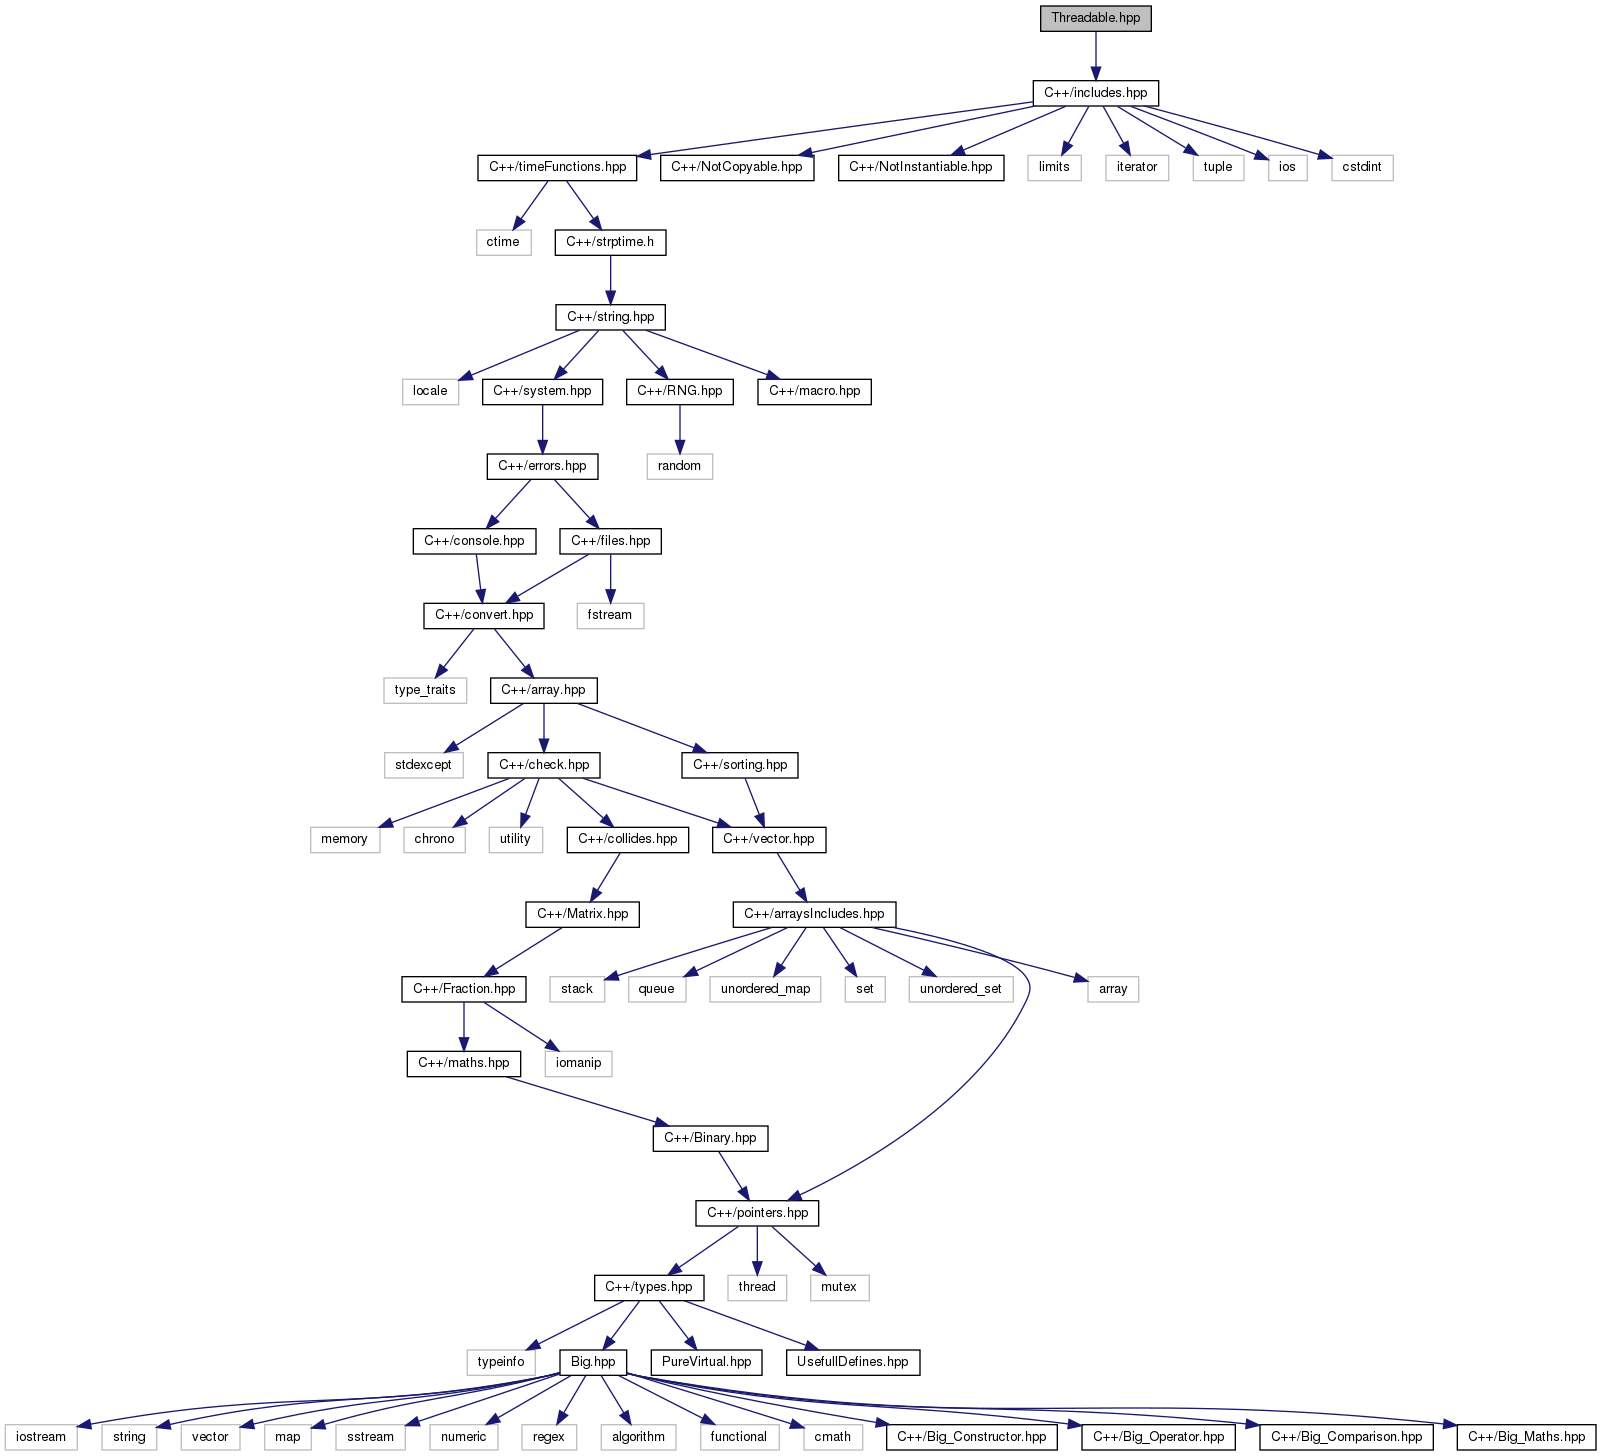 Threadable.hpp
C++/includes.hpp
C++/timeFunctions.hpp
C++/NotCopyable.hpp
C++/NotInstantiable.hpp
limits
iterator
tuple
ios
cstdint
ctime
C++/strptime.h
C++/string.hpp
locale
C++/system.hpp
C++/RNG.hpp
C++/macro.hpp
C++/errors.hpp
random
C++/console.hpp
C++/files.hpp
C++/convert.hpp
fstream
type_traits
C++/array.hpp
stdexcept
C++/check.hpp
C++/sorting.hpp
memory
chrono
utility
C++/collides.hpp
C++/vector.hpp
C++/Matrix.hpp
C++/arraysIncludes.hpp
C++/Fraction.hpp
stack
queue
unordered_map
set
unordered_set
array
C++/maths.hpp
iomanip
C++/Binary.hpp
C++/pointers.hpp
C++/types.hpp
thread
mutex
typeinfo
Big.hpp
PureVirtual.hpp
UsefullDefines.hpp
iostream
string
vector
map
sstream
numeric
regex
algorithm
functional
cmath
C++/Big_Constructor.hpp
C++/Big_Operator.hpp
C++/Big_Comparison.hpp
C++/Big_Maths.hpp